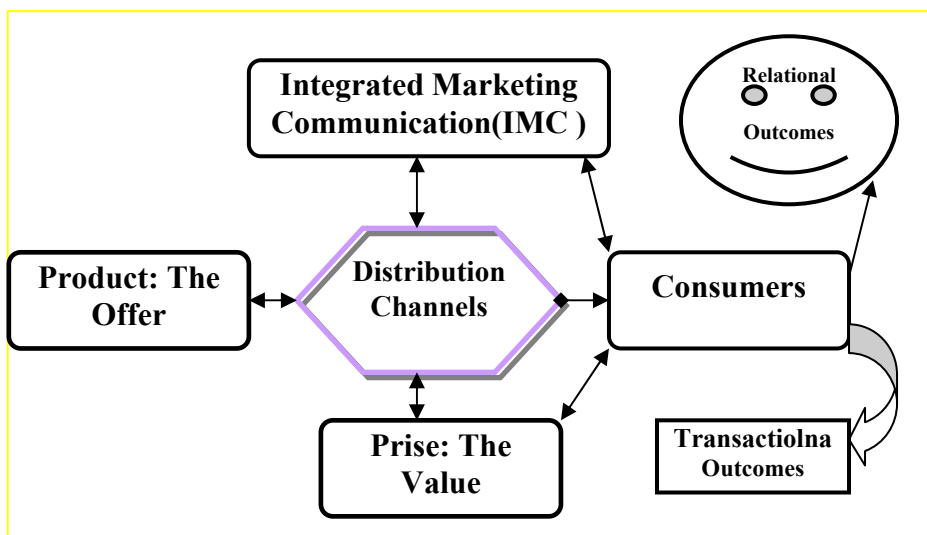 Integrated Marketing
Communication(IMC )
Relational
Outcomes
Product: The
Offer
Distribution
Channels
Consumers
Prise: The
Value
Transactiolna
Outcomes